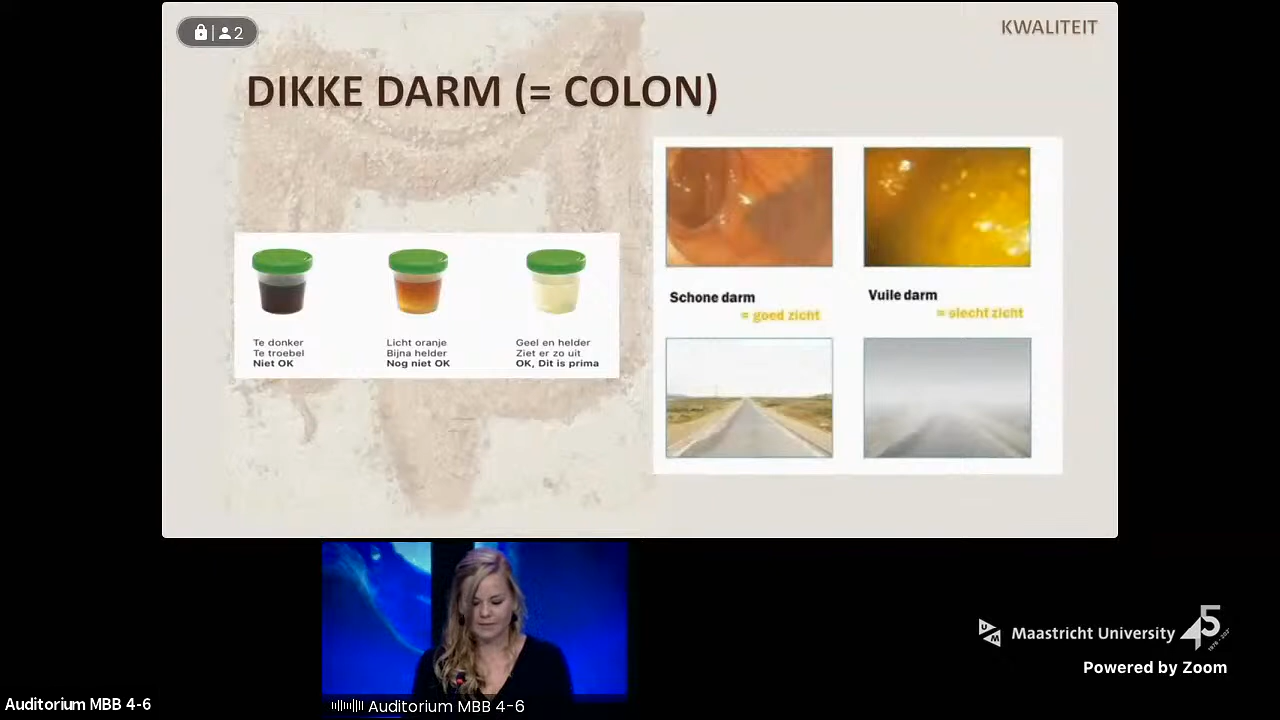 2
KWALITEIT
DIKKE DARM (= COLON)
Te donker
Te troebel
Niet OK
Licht oranje
Bijna helder
Nog niet OK
Geel en helder
Ziet er zo uit
OK, Dit is prima
Schone darm
= goed zicht
Vuile darm
= slecht zicht
UM
Maastricht University
45
Powered by Zoom
Auditorium MBB 4-6
Auditorium MBB 4-6